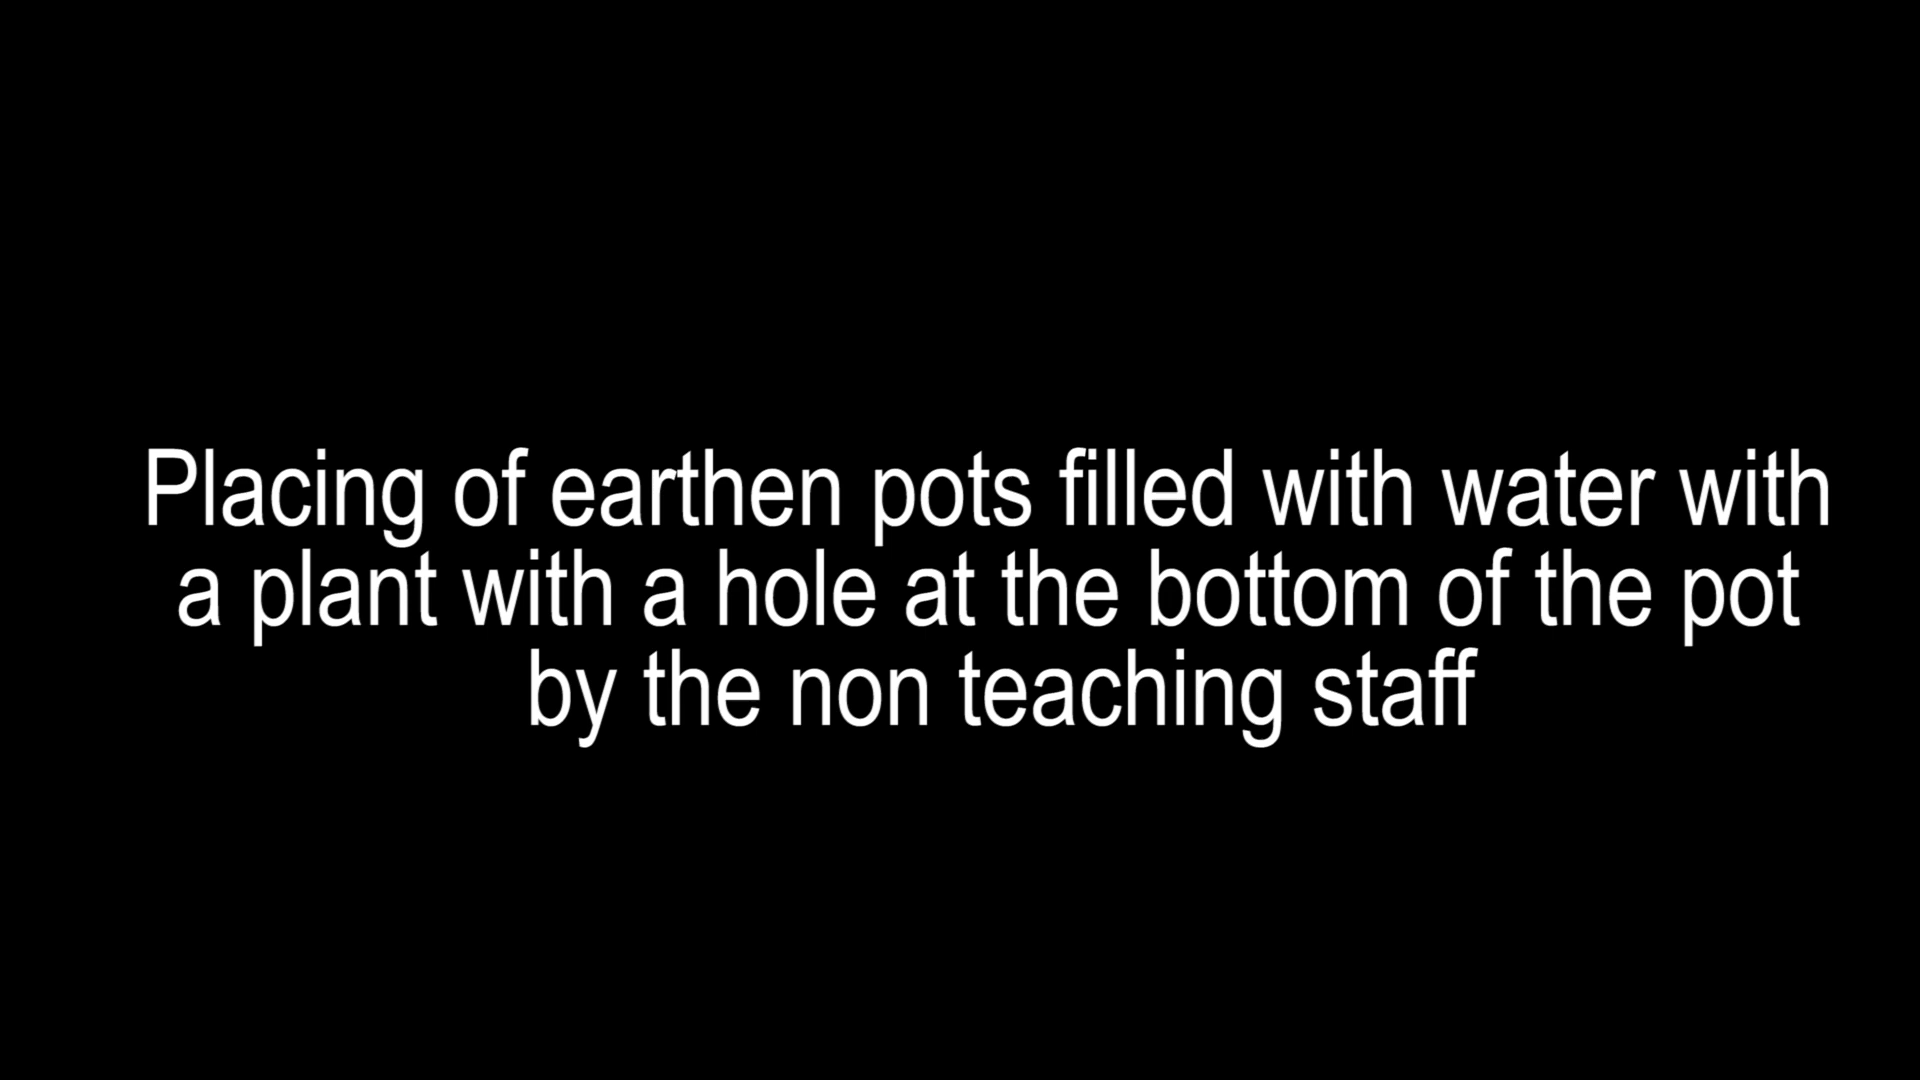 Placing of earthen pots filled with water with
a plant with a hole at the bottom of the pot
by the non teaching staff